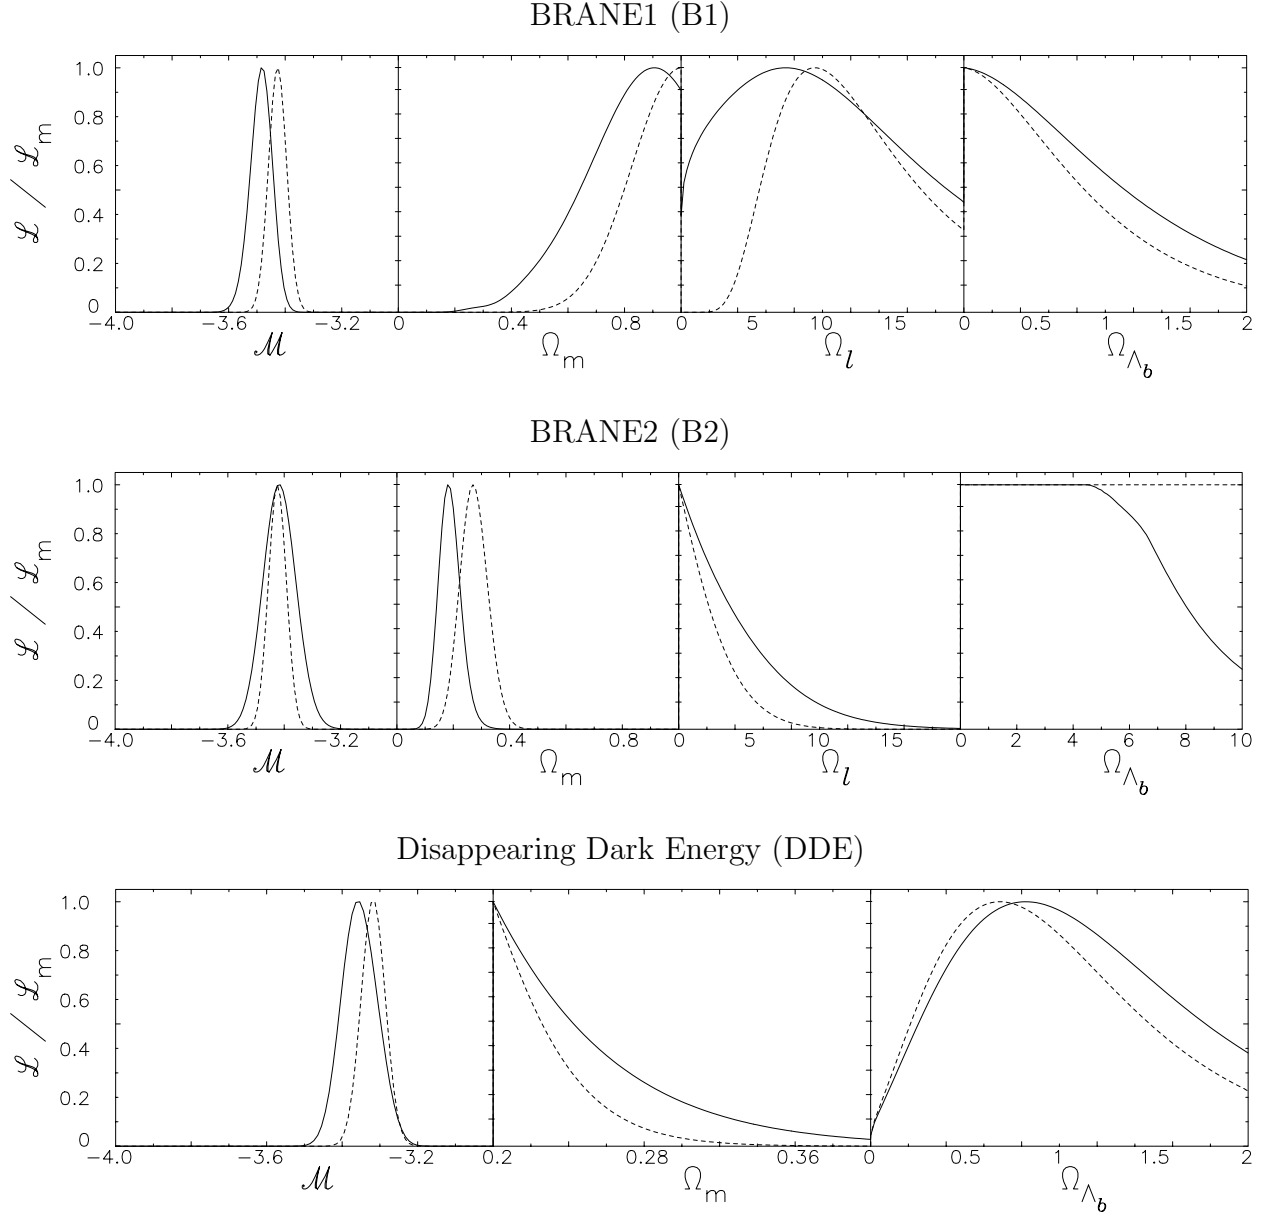 BRANE1 (B1)
ℒ / ℒm
1.0
0.8
0.6
0.4
0.2
0
−4.0 −3.6 −3.2 0 0.4 0.8 0 5 10 15 0 0.5 1 1.5 2
ℳ Ωm Ωl ΩΛb
BRANE2 (B2)
ℒ / ℒm
1.0
0.8
0.6
0.4
0.2
0
−4.0 −3.6 −3.2 0 0.4 0.8 0 5 10 15 0 2 4 6 8 10
ℳ Ωm Ωl ΩΛb
Disappearing Dark Energy (DDE)
ℒ / ℒm
1.0
0.8
0.6
0.4
0.2
0
−4.0 −3.6 −3.2 0.2 0.28 0.36 0 0.5 1 1.5 2
ℳ Ωm ΩΛb